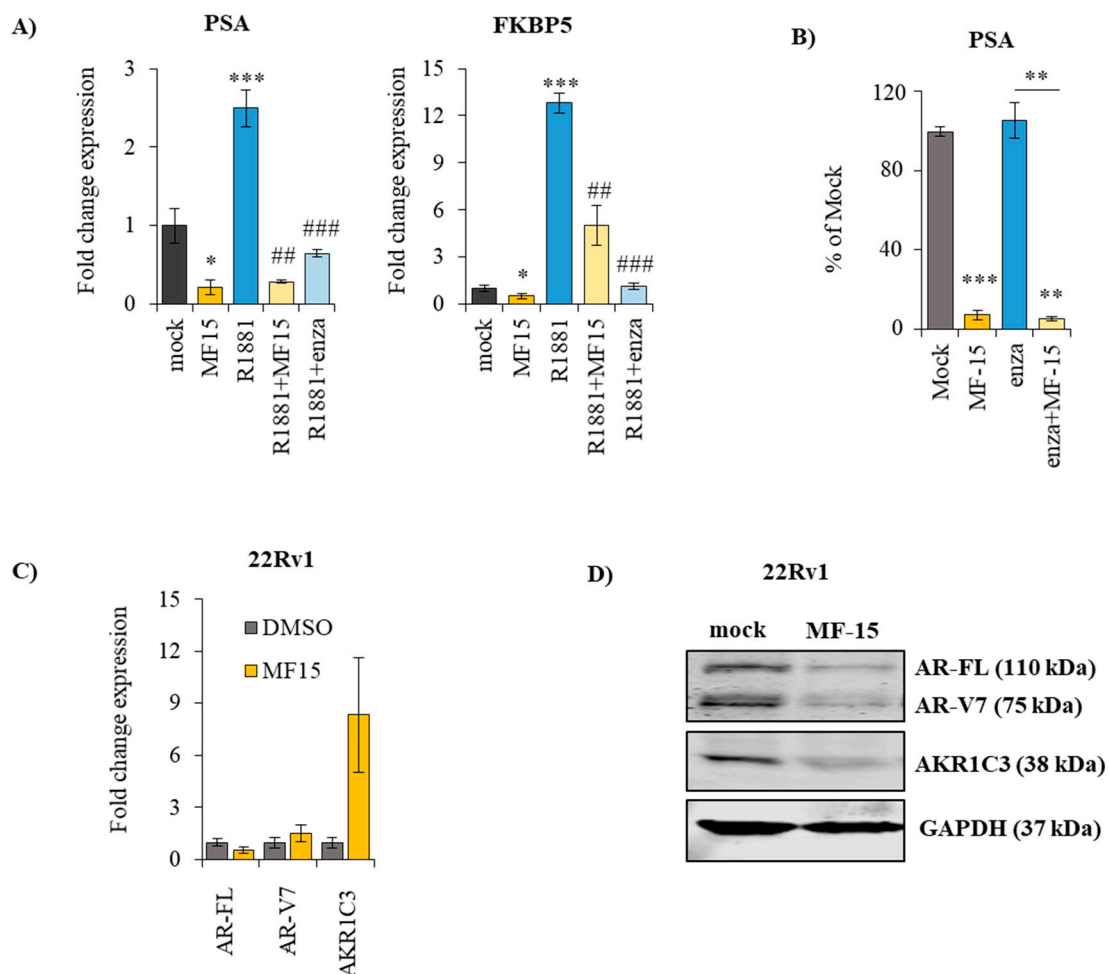 A)
PSA
Fold change expression
3
2
1
0
***
*
##
###
mock
MF15
R1881
R1881+MF15
R1881+enza
FKBP5
Fold change expression
15
12
9
6
3
0
***
*
##
###
mock
MF15
R1881
R1881+MF15
R1881+enza
B)
PSA
% of Mock
120
80
40
0
**
***
**
Mock
MF-15
enza
enza+MF-15
C)
22Rv1
Fold change expression
15
12
9
6
3
0
DMSO
MF15
AR-FL
AR-V7
AKR1C3
D)
22Rv1
mock MF-15
AR-FL (110 kDa)
AR-V7 (75 kDa)
AKR1C3 (38 kDa)
GAPDH (37 kDa)